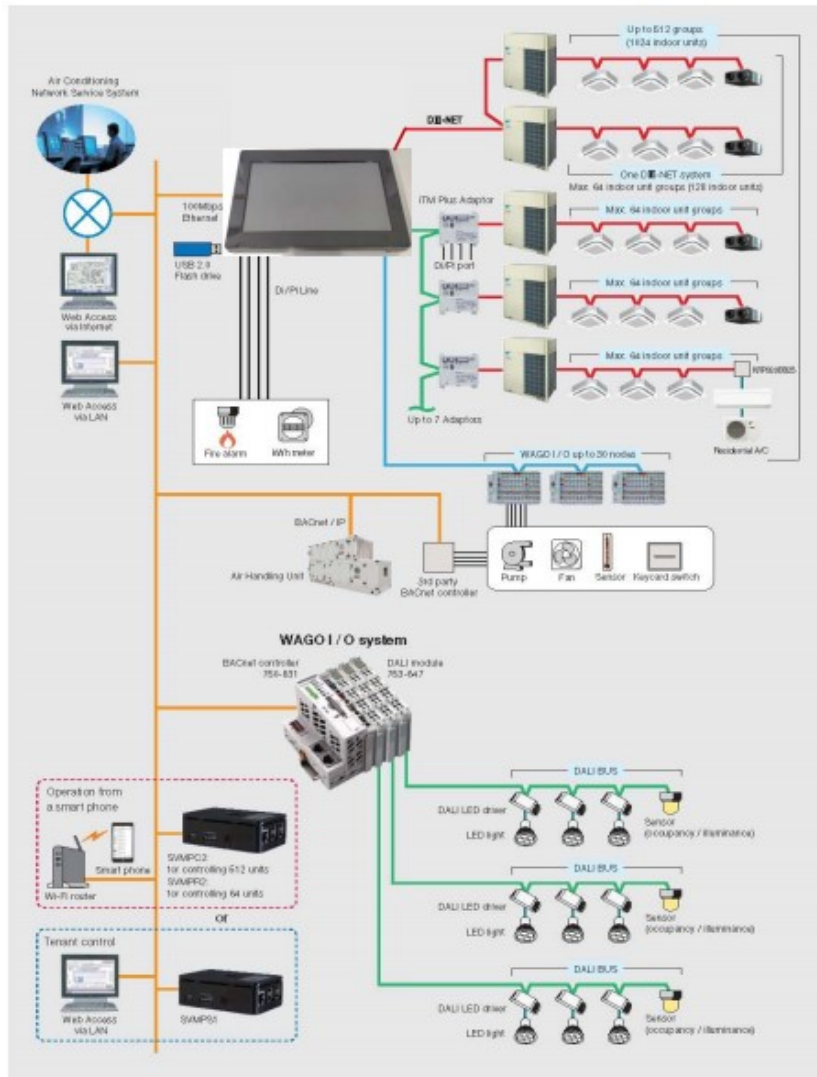 Up to 512 groups
(1024 indoor units)
Air Conditioning
Network Service System
DIII-NET
One DIII-NET system
Max. 64 indoor unit groups (128 indoor units)
100Mbps
Ethernet
iTM Plus Adaptor
Max. 64 indoor unit groups
USB 2.0
Flash drive
Di/Pi port
Di / Pi Line
Web Access
via Internet
Max. 64 indoor unit groups
Max. 64 indoor unit groups
Web Access
via LAN
Up to 7 Adaptors
Fire alarm
kWh meter
Residential A/C
WAGO I / O up to 30 nodes
BACnet / IP
Air Handling Unit
3rd party
BACnet controller
Pump
Fan
Sensor
Keycard switch
WAGO I / O system
BACnet controller
750-831
DALI module
753-647
DALI BUS
Operation from
a smart phone
DALI LED driver
LED light
Sensor
(occupancy / illuminance)
Smart phone
Wi-Fi router
SVMPC2:
for controlling 512 units
SVMPR2:
for controlling 64 units
DALI BUS
DALI LED driver
LED light
Sensor
(occupancy / illuminance)
or
Tenant control
Web Access
via LAN
SVMPS1
DALI BUS
DALI LED driver
LED light
Sensor
(occupancy / illuminance)